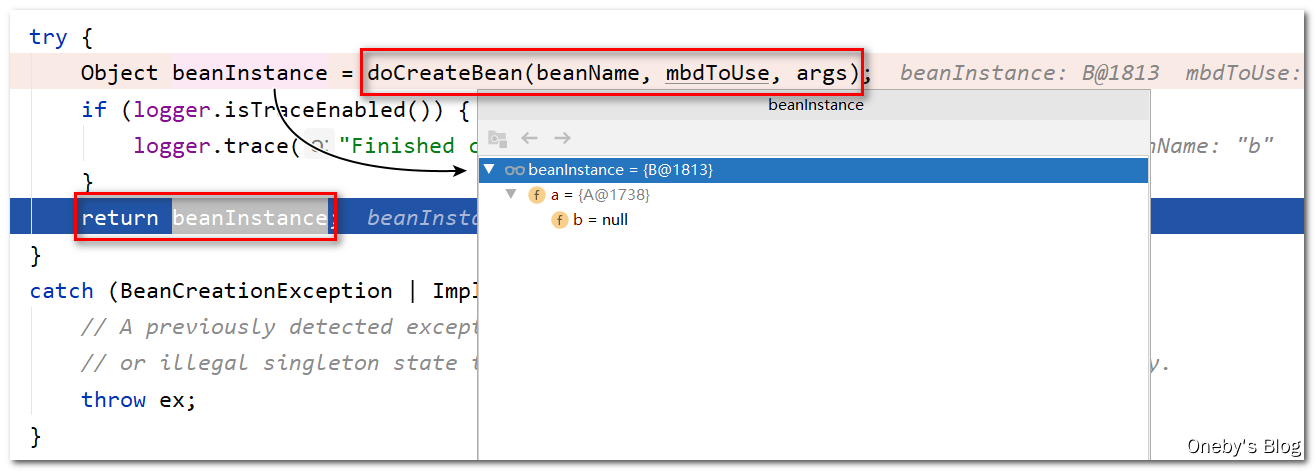 try {
Object beanInstance = doCreateBean(beanName, mbdToUse, args); beanInstance: B@1813 mbdToUse:
beanInstance
if (logger.isTraceEnabled()) {
logger.trace( "Finished nName: "b"
beanInstance = {B@1813}
}
f a = {A@1738}
return beanInstance; beanInst
f b = null
}
catch (BeanCreationException | Impl
// A previously detected except
// or illegal singleton state y.
throw ex;
}
Oneby's Blog